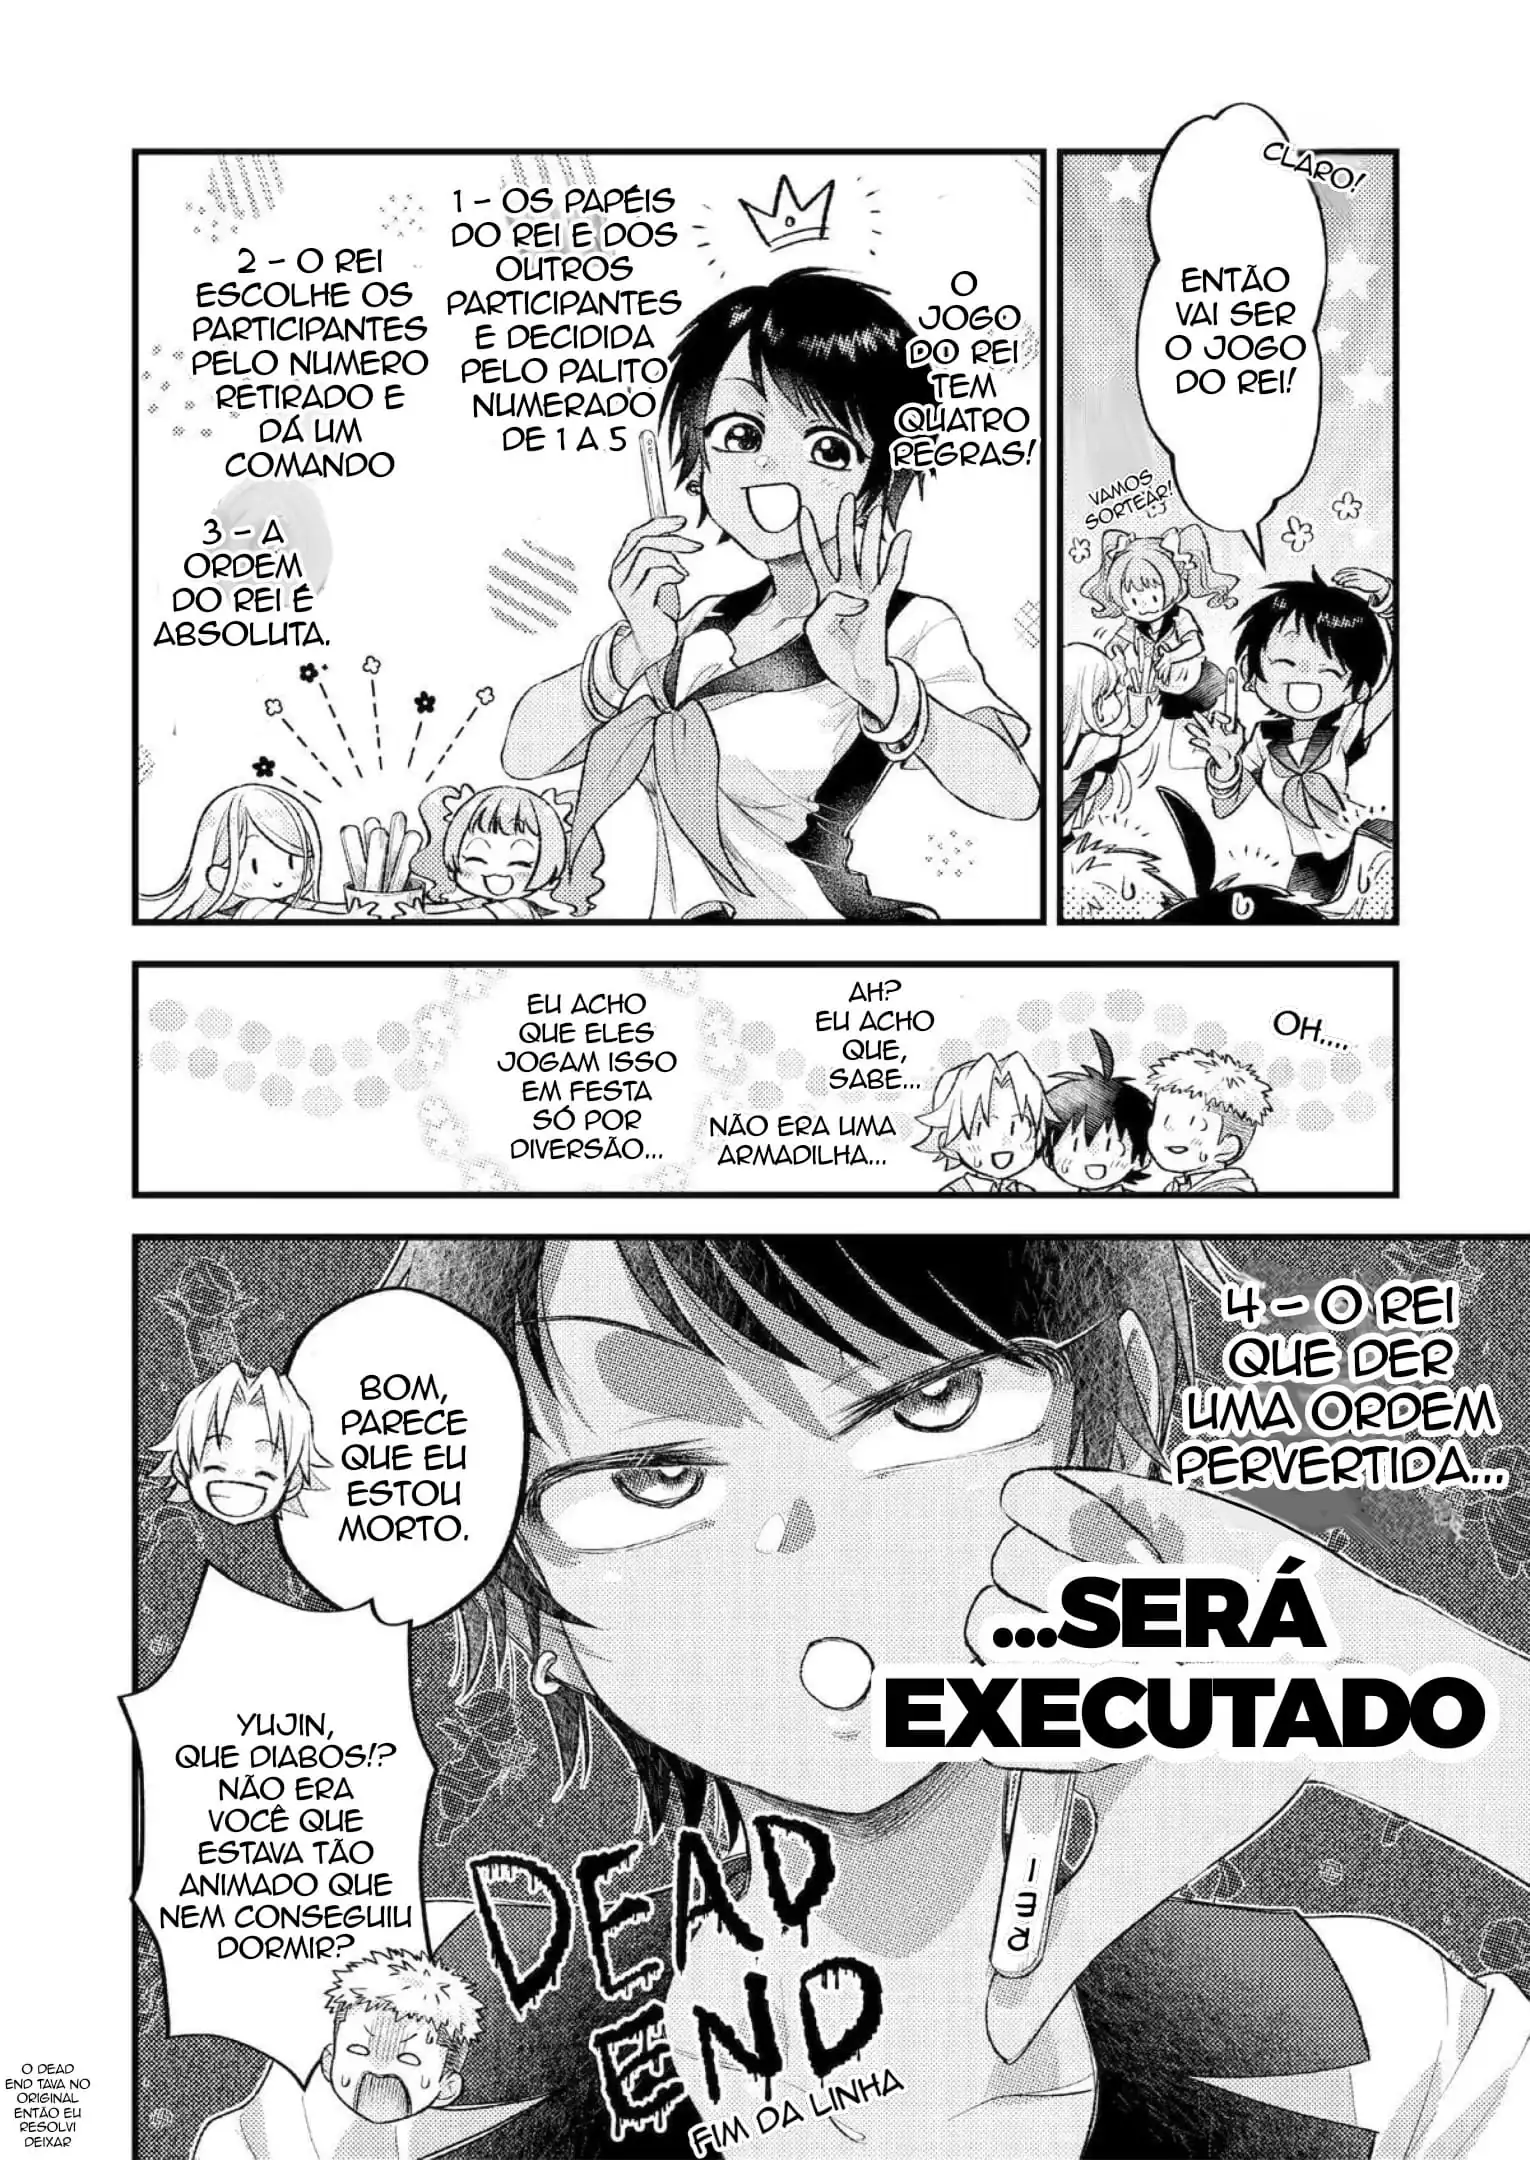 CLARO!
ENTÃO
VAI SER
O JOGO
DO REI!
VAMOS
SORTEAR!
O
JOGO
DO REI
TEM
QUATRO
REGRAS!
1 - OS PAPÉIS
DO REI E DOS
OUTROS
PARTICIPANTES
E DECIDIDA
PELO PALITO
NUMERADO
DE 1 A 5
2 - O REI
ESCOLHE OS
PARTICIPANTES
PELO NUMERO
RETIRADO E
DÁ UM
COMANDO
3 - A
ORDEM
DO REI É
ABSOLUTA.
OH....
AH?
EU ACHO
QUE,
SABE...
NÃO ERA UMA
ARMADILHA...
EU ACHO
QUE ELES
JOGAM ISSO
EM FESTA
SÓ POR
DIVERSÃO...
4 - O REI
QUE DER
UMA ORDEM
PERVERTIDA...
...SERÁ
EXECUTADO
BOM,
PARECE
QUE EU
ESTOU
MORTO.
YUJIN,
QUE DIABOS!?
NÃO ERA
VOCÊ QUE
ESTAVA TÃO
ANIMADO QUE
NEM CONSEGUIU
DORMIR?
REI
DEAD
END
FIM DA LINHA
O DEAD
END TAVA NO
ORIGINAL
ENTÃO EU
RESOLVI
DEIXAR